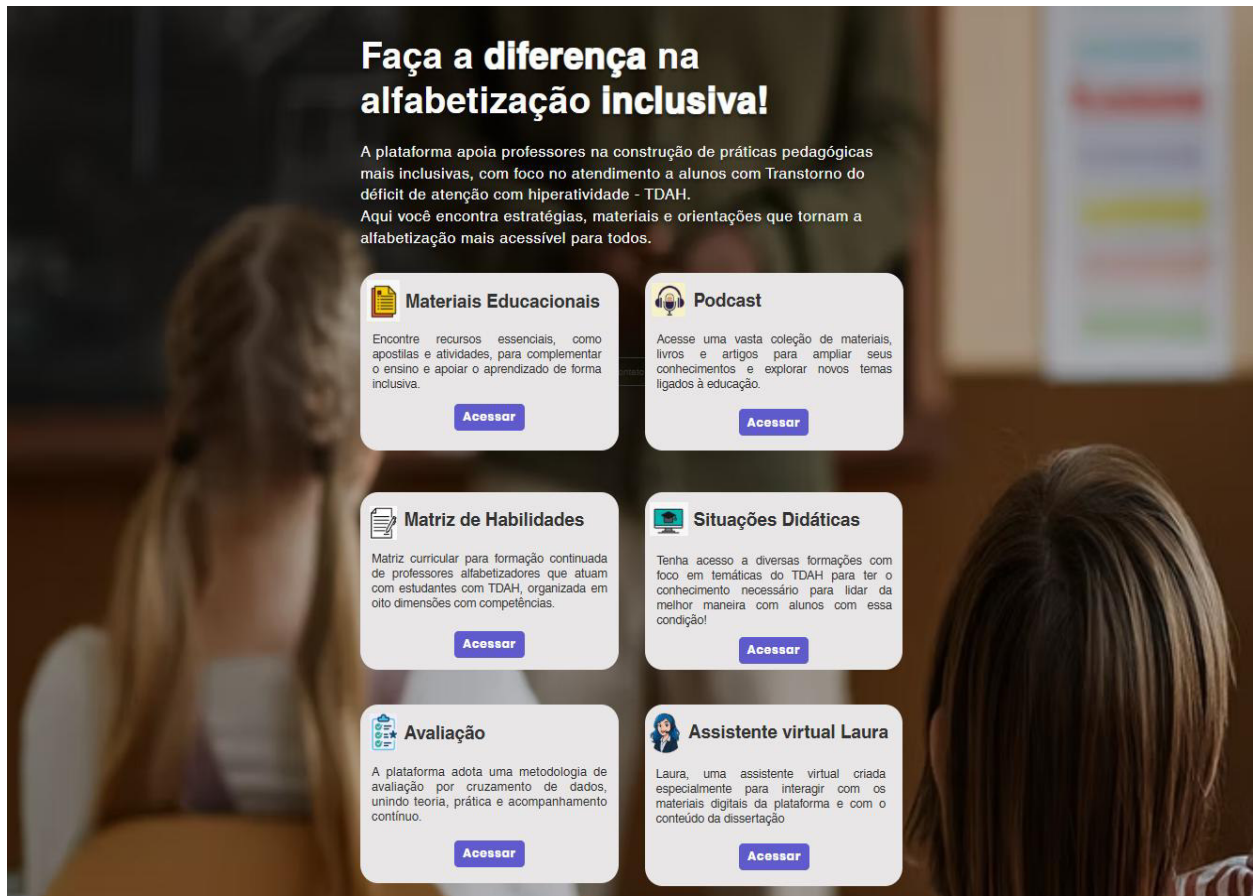 Faça a diferença na
alfabetização inclusiva!
A plataforma apoia professores na construção de práticas pedagógicas
mais inclusivas, com foco no atendimento a alunos com Transtorno do
déficit de atenção com hiperatividade - TDAH.
Aqui você encontra estratégias, materiais e orientações que tornam a
alfabetização mais acessível para todos.
Materiais Educacionais
Encontre recursos essenciais, como
apostilas e atividades, para complementar
o ensino e apoiar o aprendizado de forma
inclusiva.
Acessar
Podcast
Acesse uma vasta coleção de materiais,
livros e artigos para ampliar seus
conhecimentos e explorar novos temas
ligados à educação.
Acessar
Matriz de Habilidades
Matriz curricular para formação continuada
de professores alfabetizadores que atuam
com estudantes com TDAH, organizada em
oito dimensões com competências.
Acessar
Situações Didáticas
Tenha acesso a diversas formações com
foco em temáticas do TDAH para ter o
conhecimento necessário para lidar da
melhor maneira com alunos com essa
condição!
Acessar
Avaliação
A plataforma adota uma metodologia de
avaliação por cruzamento de dados,
unindo teoria, prática e acompanhamento
contínuo.
Acessar
Assistente virtual Laura
Laura, uma assistente virtual criada
especialmente para interagir com os
materiais digitais da plataforma e com o
conteúdo da dissertação
Acessar